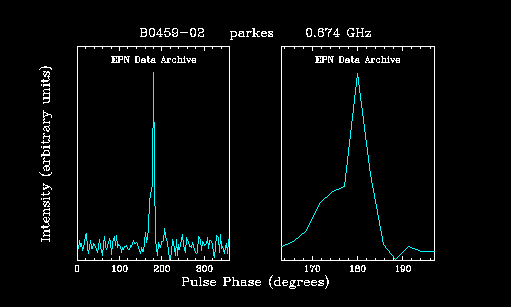 B0459-02 parkes 0.674 GHz
EPN Data Archive EPN Data Archive
Intensity (arbitrary units)
0 100 200 300 170 180 190
Pulse Phase (degrees)